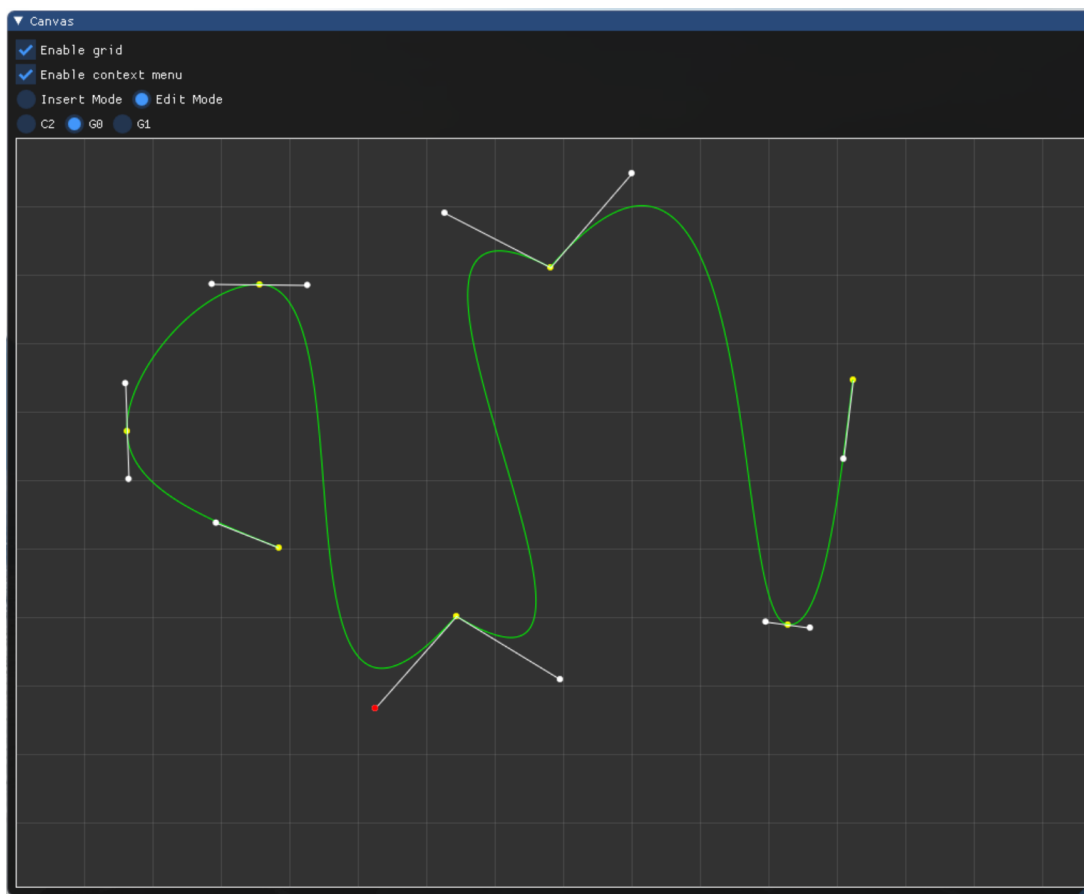 Canvas
Enable grid
Enable context menu
Insert Mode Edit Mode
C2 G0 G1